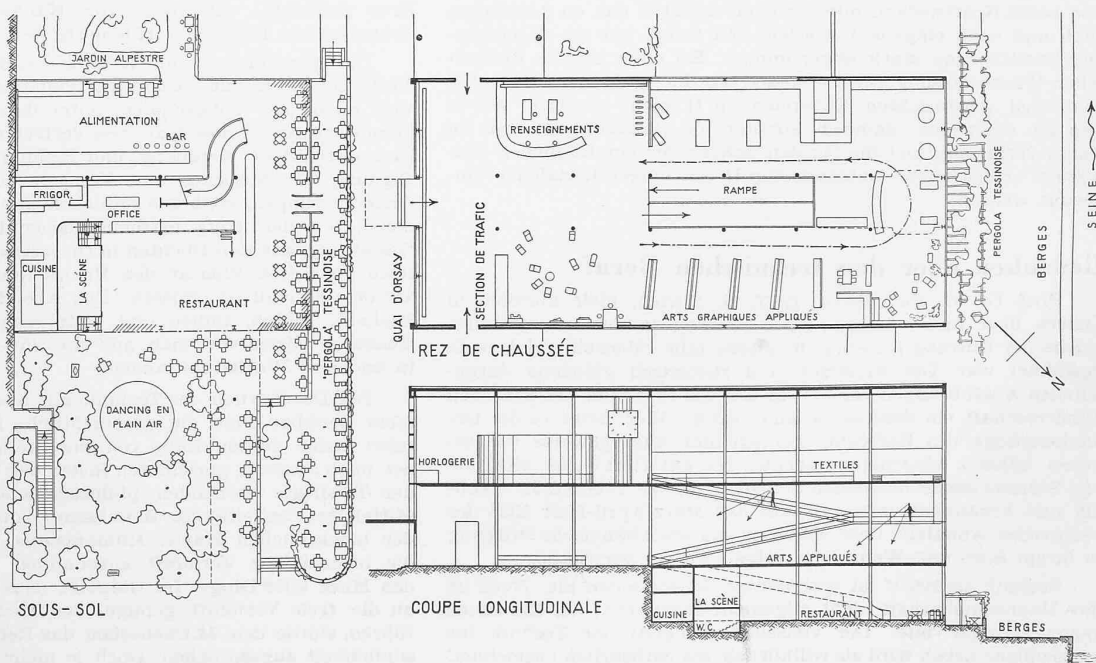 JARDIN ALPESTRE
ALIMENTATION
BAR
FRIGOR.
OFFICE
CUISINE
LA SCÈNE
RESTAURANT
PERGOLA TESSINOISE
DANCING EN
PLEIN AIR
SOUS-SOL
QUAI D'ORSAY
SECTION DE TRAFIC
RENSEIGNEMENTS
RAMPE
ARTS GRAPHIQUES APPLIQUÉS
PERGOLA TESSINOISE
BERGES
SEINE
N
REZ DE CHAUSSÉE
HORLOGERIE
TEXTILES
ARTS APPLIQUÉS
CUISINE
LA SCÈNE
W.C.
RESTAURANT
BERGES
COUPE LONGITUDINALE